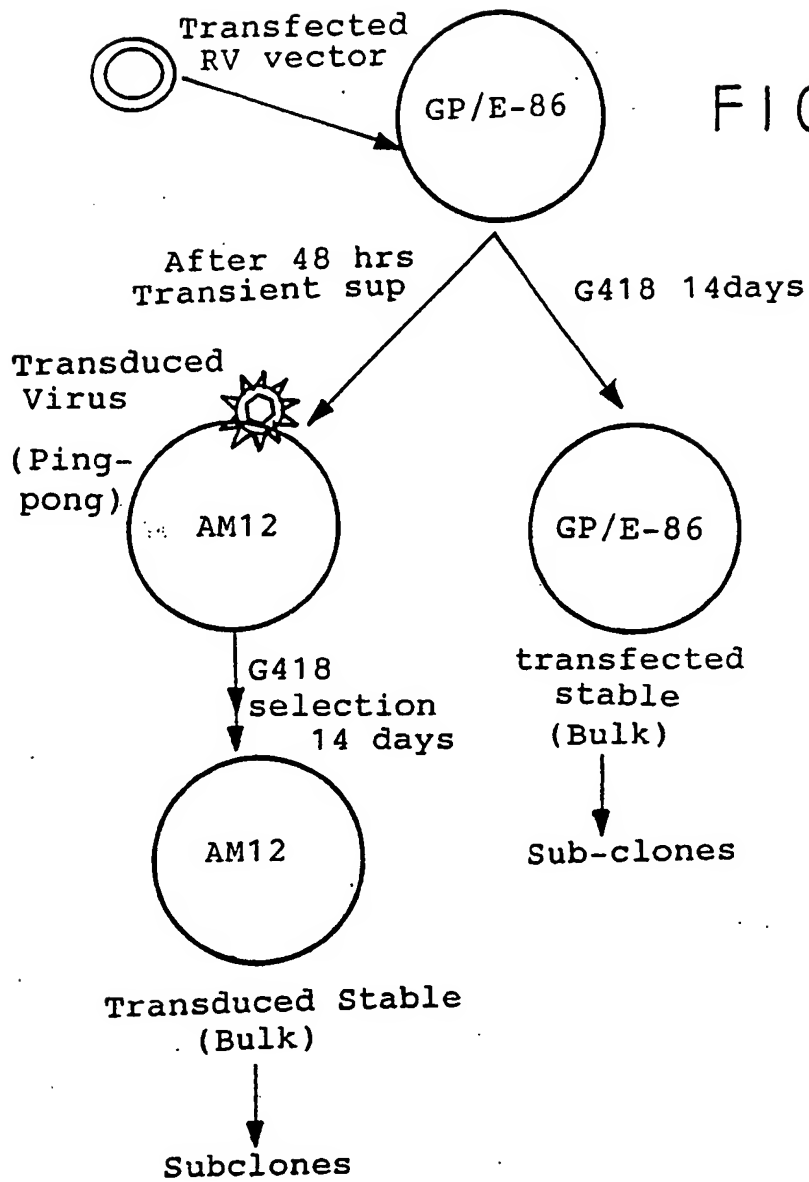 Transfected
RV vector
GP/E-86
FIG
After 48 hrs
Transient sup
G418 14days
Transduced
Virus
(Ping-
pong)
AM12
GP/E-86
G418
selection
14 days
transfected
stable
(Bulk)
AM12
Sub-clones
Transduced Stable
(Bulk)
Subclones